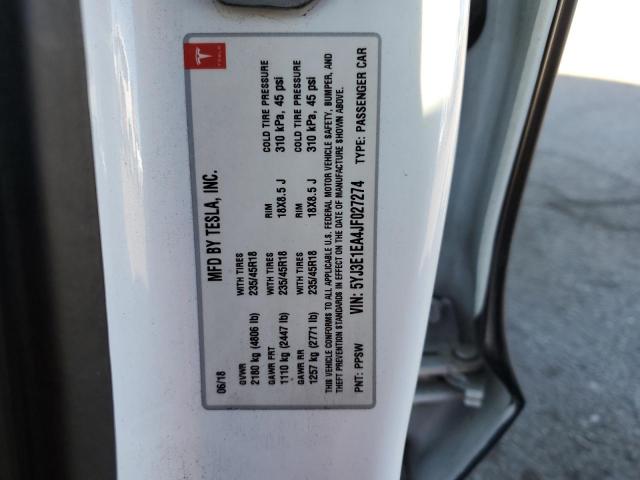 TESLA
MFD BY TESLA, INC.
06/18
GVWR WITH TIRES RIM COLD TIRE PRESSURE
2180 kg (4806 lb) 235/45R18 18X8.5 J 310 kPa, 45 psi
GAWR FRT
1110 kg (2447 lb) 235/45R18
GAWR RR WITH TIRES RIM COLD TIRE PRESSURE
1257 kg (2771 lb) 235/45R18 18X8.5 J 310 kPa, 45 psi
THIS VEHICLE CONFORMS TO ALL APPLICABLE U.S. FEDERAL MOTOR VEHICLE SAFETY, BUMPER, AND
THEFT PREVENTION STANDARDS IN EFFECT ON THE DATE OF MANUFACTURE SHOWN ABOVE.
PNT: PPSW VIN: 5YJ3E1EA4JF027274 TYPE: PASSENGER CAR